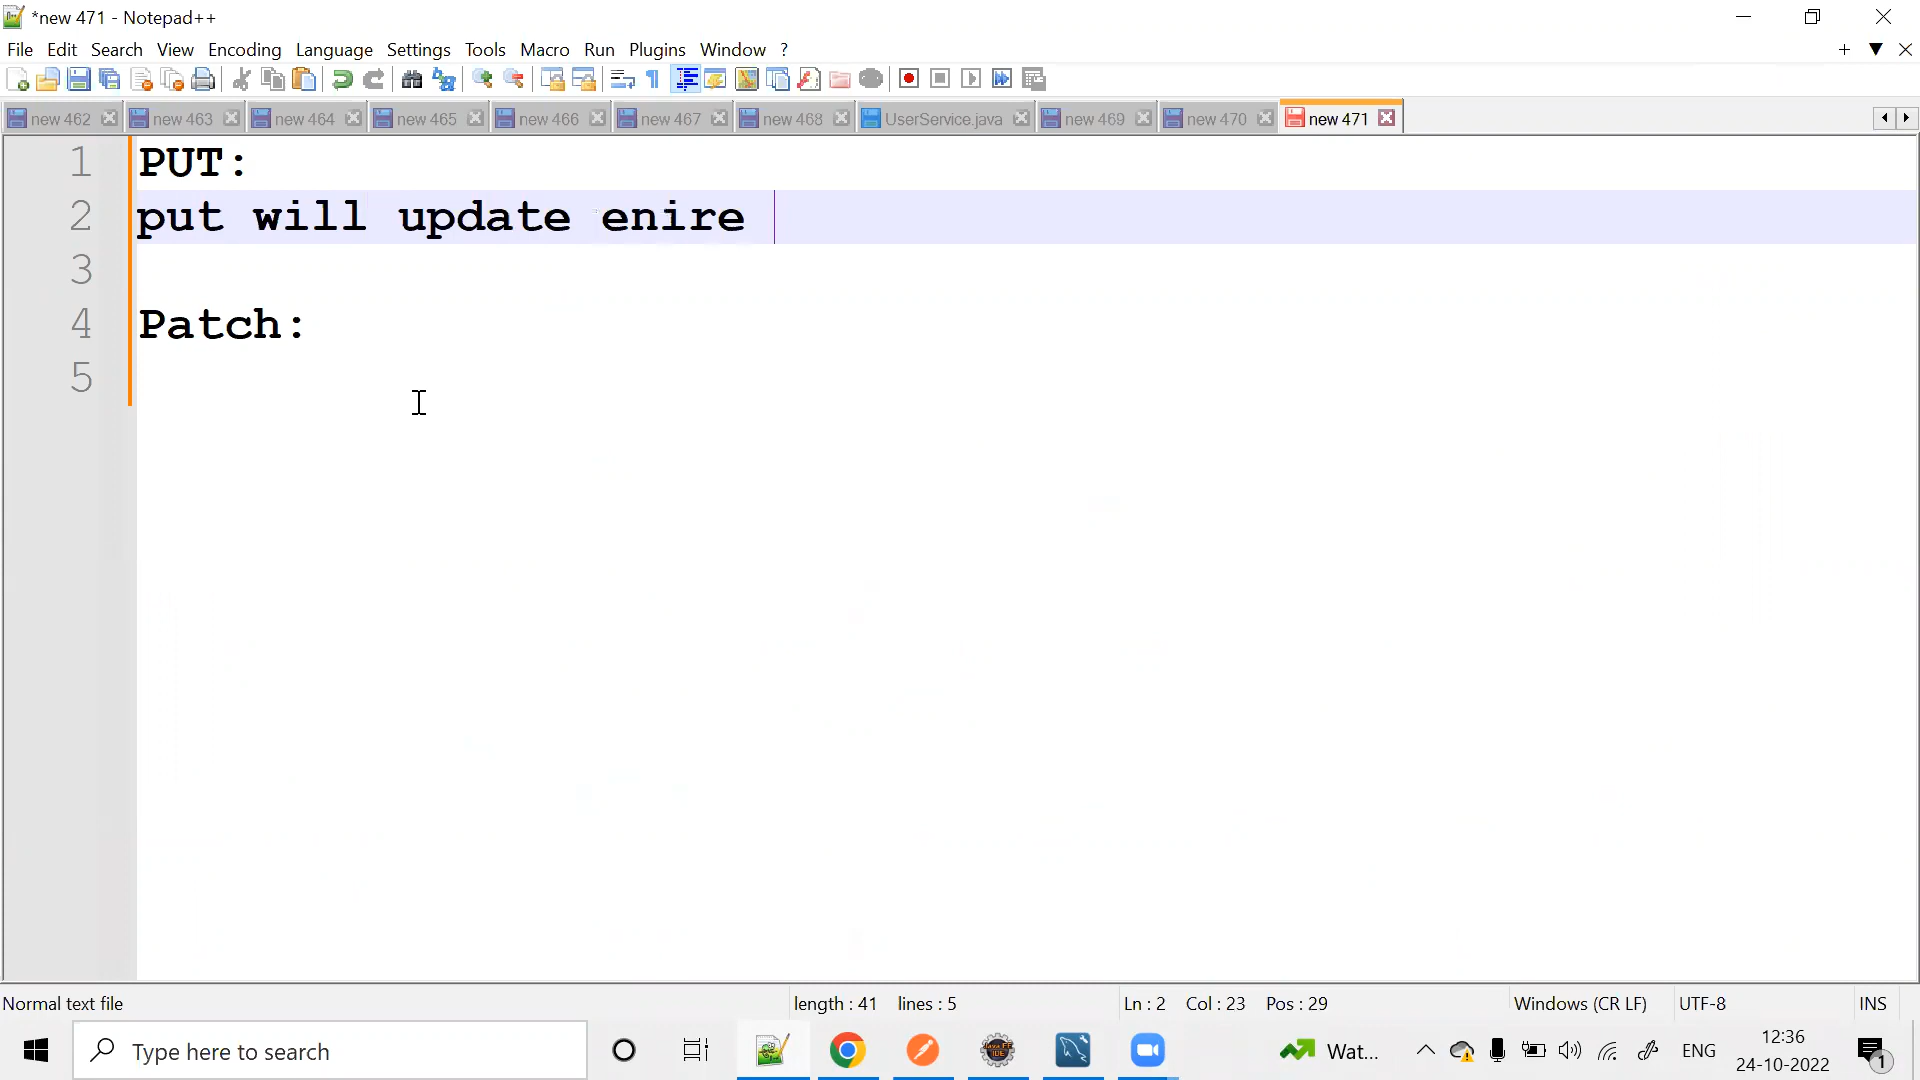 *new 471 - Notepad++
File Edit Search View Encoding Language Settings Tools Macro Run Plugins Window ?
new 462 new 463 new 464 new 465 new 466 new 467 new 468 UserService.java new 469 new 470 new 471
1 PUT:
2 put will update enire
3
4 Patch:
5
Normal text file length : 41 lines : 5 Ln : 2 Col : 23 Pos : 29 Windows (CR LF) UTF-8 INS
Type here to search Wat... ENG 12:36
24-10-2022 1